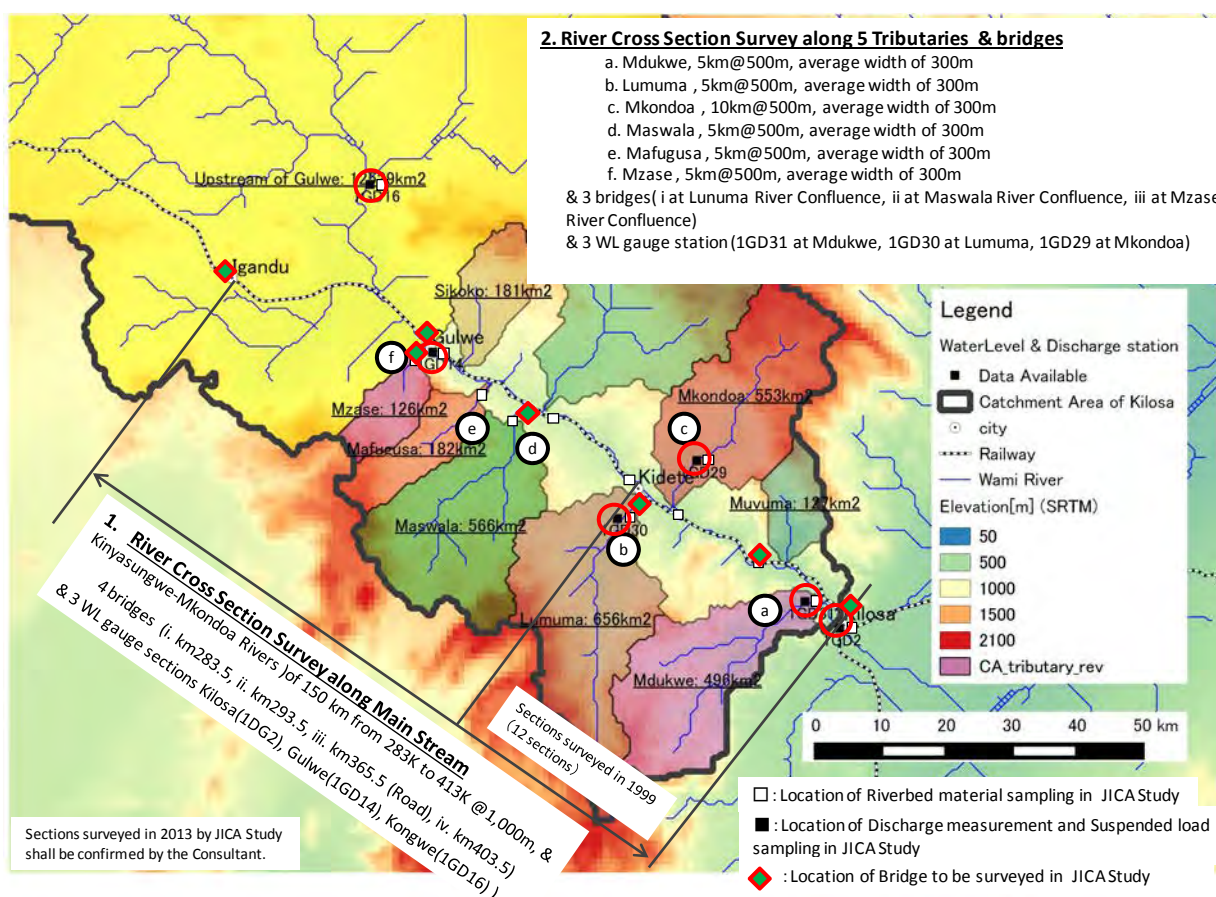 2. River Cross Section Survey along 5 Tributaries & bridges
a. Mdukwe, 5km@500m, average width of 300m
b. Lumuma , 5km@500m, average width of 300m
c. Mkondoa , 10km@500m, average width of 300m
d. Maswala , 5km@500m, average width of 300m
e. Mafugusa , 5km@500m, average width of 300m
f. Mzase , 5km@500m, average width of 300m
& 3 bridges( i at Lunuma River Confluence, ii at Maswala River Confluence, iii at Mzase
River Confluence)
& 3 WL gauge station (1GD31 at Mdukwe, 1GD30 at Lumuma, 1GD29 at Mkondoa)
Upstream of Gulwe:
Igandu
Sikoko: 181km2
Gulwe
f
Mzase: 126km2
e
Mafugusa: 182km2
d
Maswala: 566km2
Mkondoa: 553km2
c
Kidete
b
Muvuma: 127km2
a
Kilosa
1GD2
Lumuma: 656km2
Mdukwe: 496km2
Legend
WaterLevel & Discharge station
Data Available
Catchment Area of Kilosa
city
Railway
Wami River
Elevation[m] (SRTM)
50
500
1000
1500
2100
CA_tributary_rev
0 10 20 30 40 50 km
1. River Cross Section Survey along Main Stream
Kinyasungwe-Mkondoa Rivers )of 150 km from 283K to 413K @1,000m, &
4 bridges (i. km283.5, ii. km293.5, iii. km365.5 (Road), iv. km403.5)
& 3 WL gauge sections Kilosa(1DG2), Gulwe(1GD14), Kongwe(1GD16) )
Sections surveyed in 1999
(12 sections)
Sections surveyed in 2013 by JICA Study
shall be confirmed by the Consultant.
: Location of Riverbed material sampling in JICA Study
: Location of Discharge measurement and Suspended load
sampling in JICA Study
: Location of Bridge to be surveyed in JICA Study